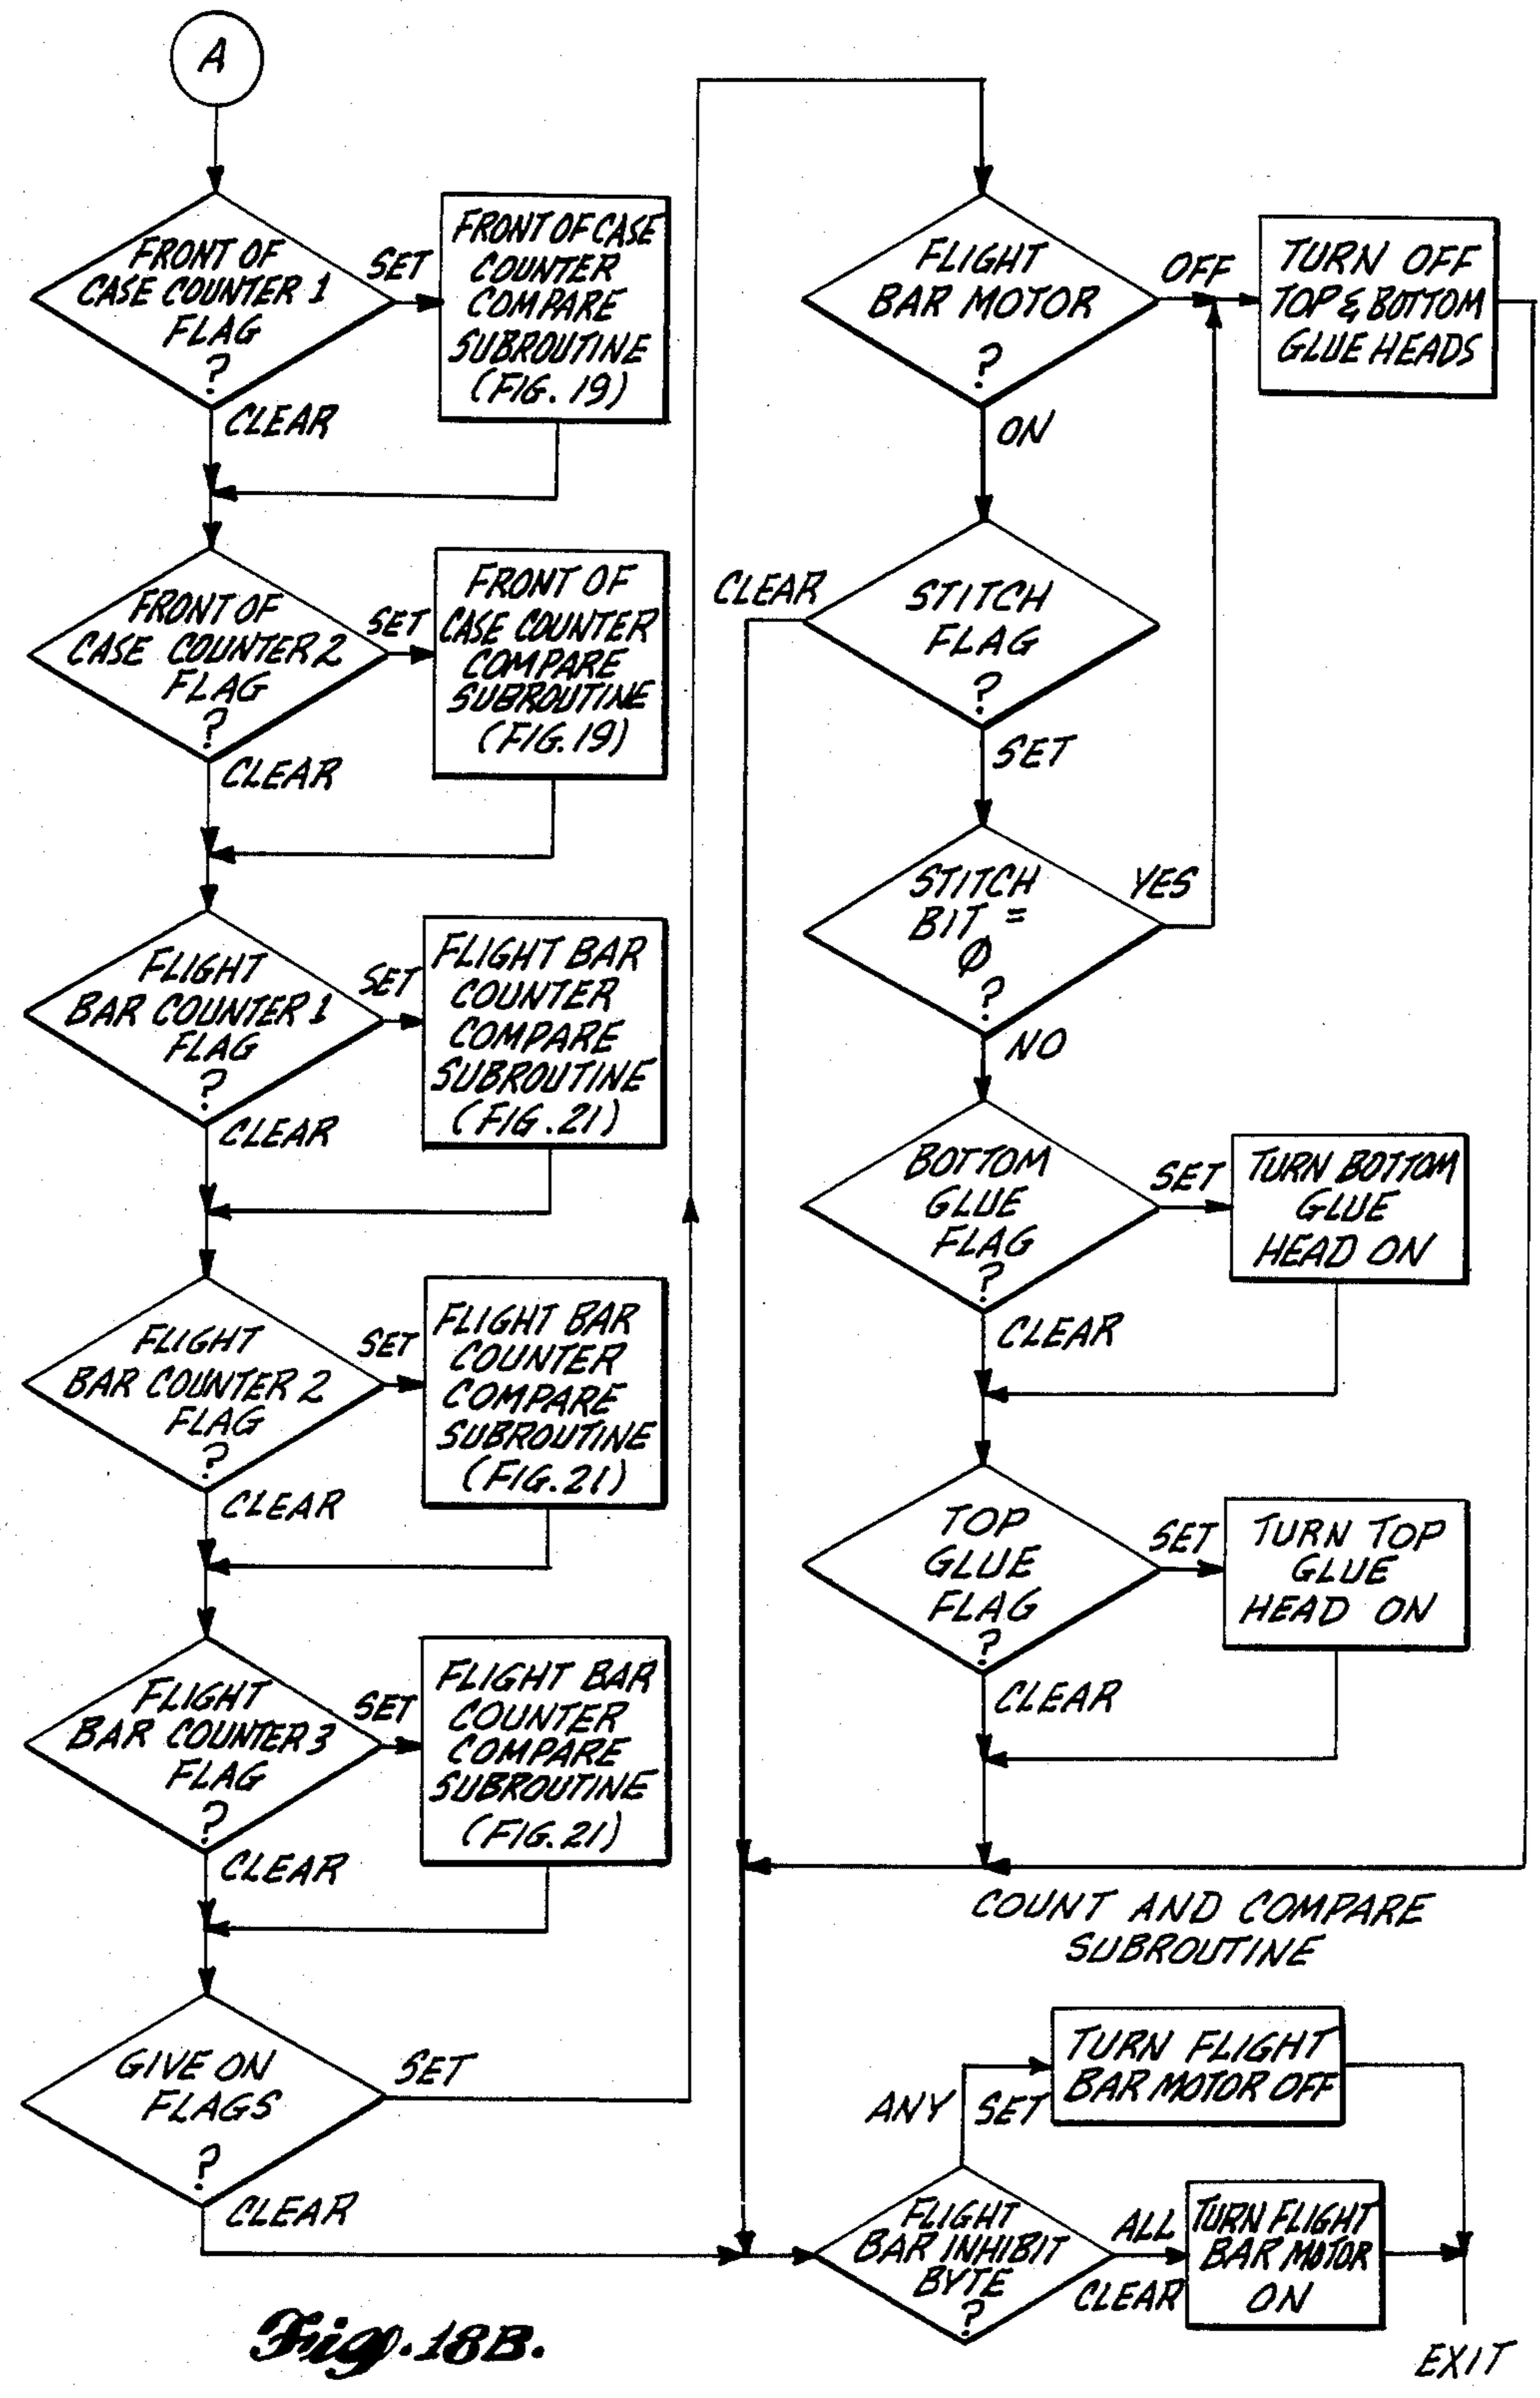 A
FRONT OF
CASE COUNTER 1
FLAG
?
SET
CLEAR
FRONT OF CASE
COUNTER
COMPARE
SUBROUTINE
(FIG. 19)
FRONT OF
CASE COUNTER 2
FLAG
?
SET
CLEAR
FRONT OF
CASE COUNTER
COMPARE
SUBROUTINE
(FIG. 19)
FLIGHT
BAR COUNTER 1
FLAG
?
SET
CLEAR
FLIGHT BAR
COUNTER
COMPARE
SUBROUTINE
(FIG. 21)
FLIGHT
BAR COUNTER 2
FLAG
?
SET
CLEAR
FLIGHT BAR
COUNTER
COMPARE
SUBROUTINE
(FIG. 21)
FLIGHT
BAR COUNTER 3
FLAG
?
SET
CLEAR
FLIGHT BAR
COUNTER
COMPARE
SUBROUTINE
(FIG. 21)
GIVE ON
FLAGS
?
SET
CLEAR
FLIGHT
BAR MOTOR
?
OFF
ON
TURN OFF
TOP & BOTTOM
GLUE HEADS
STITCH
FLAG
?
CLEAR
SET
STITCH
BIT =
Ø
?
YES
NO
BOTTOM
GLUE
FLAG
?
SET
CLEAR
TURN BOTTOM
GLUE
HEAD ON
TOP
GLUE
FLAG
?
SET
CLEAR
TURN TOP
GLUE
HEAD ON
COUNT AND COMPARE
SUBROUTINE
TURN FLIGHT
BAR MOTOR OFF
ANY SET
FLIGHT
BAR INHIBIT
BYTE
?
ALL
CLEAR
TURN FLIGHT
BAR MOTOR
ON
EXIT
Fig. 18B.